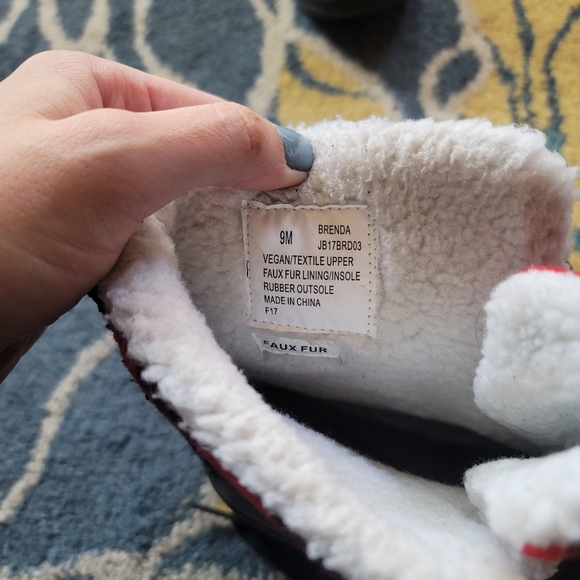 9M
BRENDA
JB17BRD03
VEGAN/TEXTILE UPPER
FAUX FUR LINING/INSOLE
RUBBER OUTSOLE
MADE IN CHINA
F17
FAUX FUR